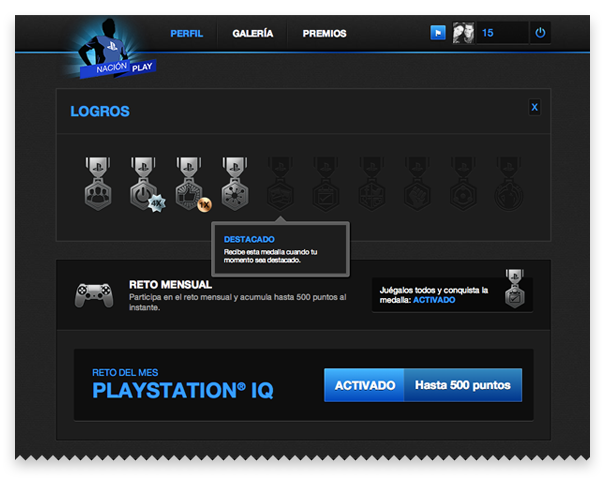 PERFIL GALERÍA PREMIOS 15
NACIÓN PLAY
LOGROS X
4X 1X
DESTACADO
Recibe esta medalla cuando tu
momento sea destacado.
RETO MENSUAL
Participa en el reto mensual y acumula hasta 500 puntos al
instante.
Juégalos todos y conquista la
medalla: ACTIVADO
RETO DEL MES
PLAYSTATION® IQ
ACTIVADO Hasta 500 puntos